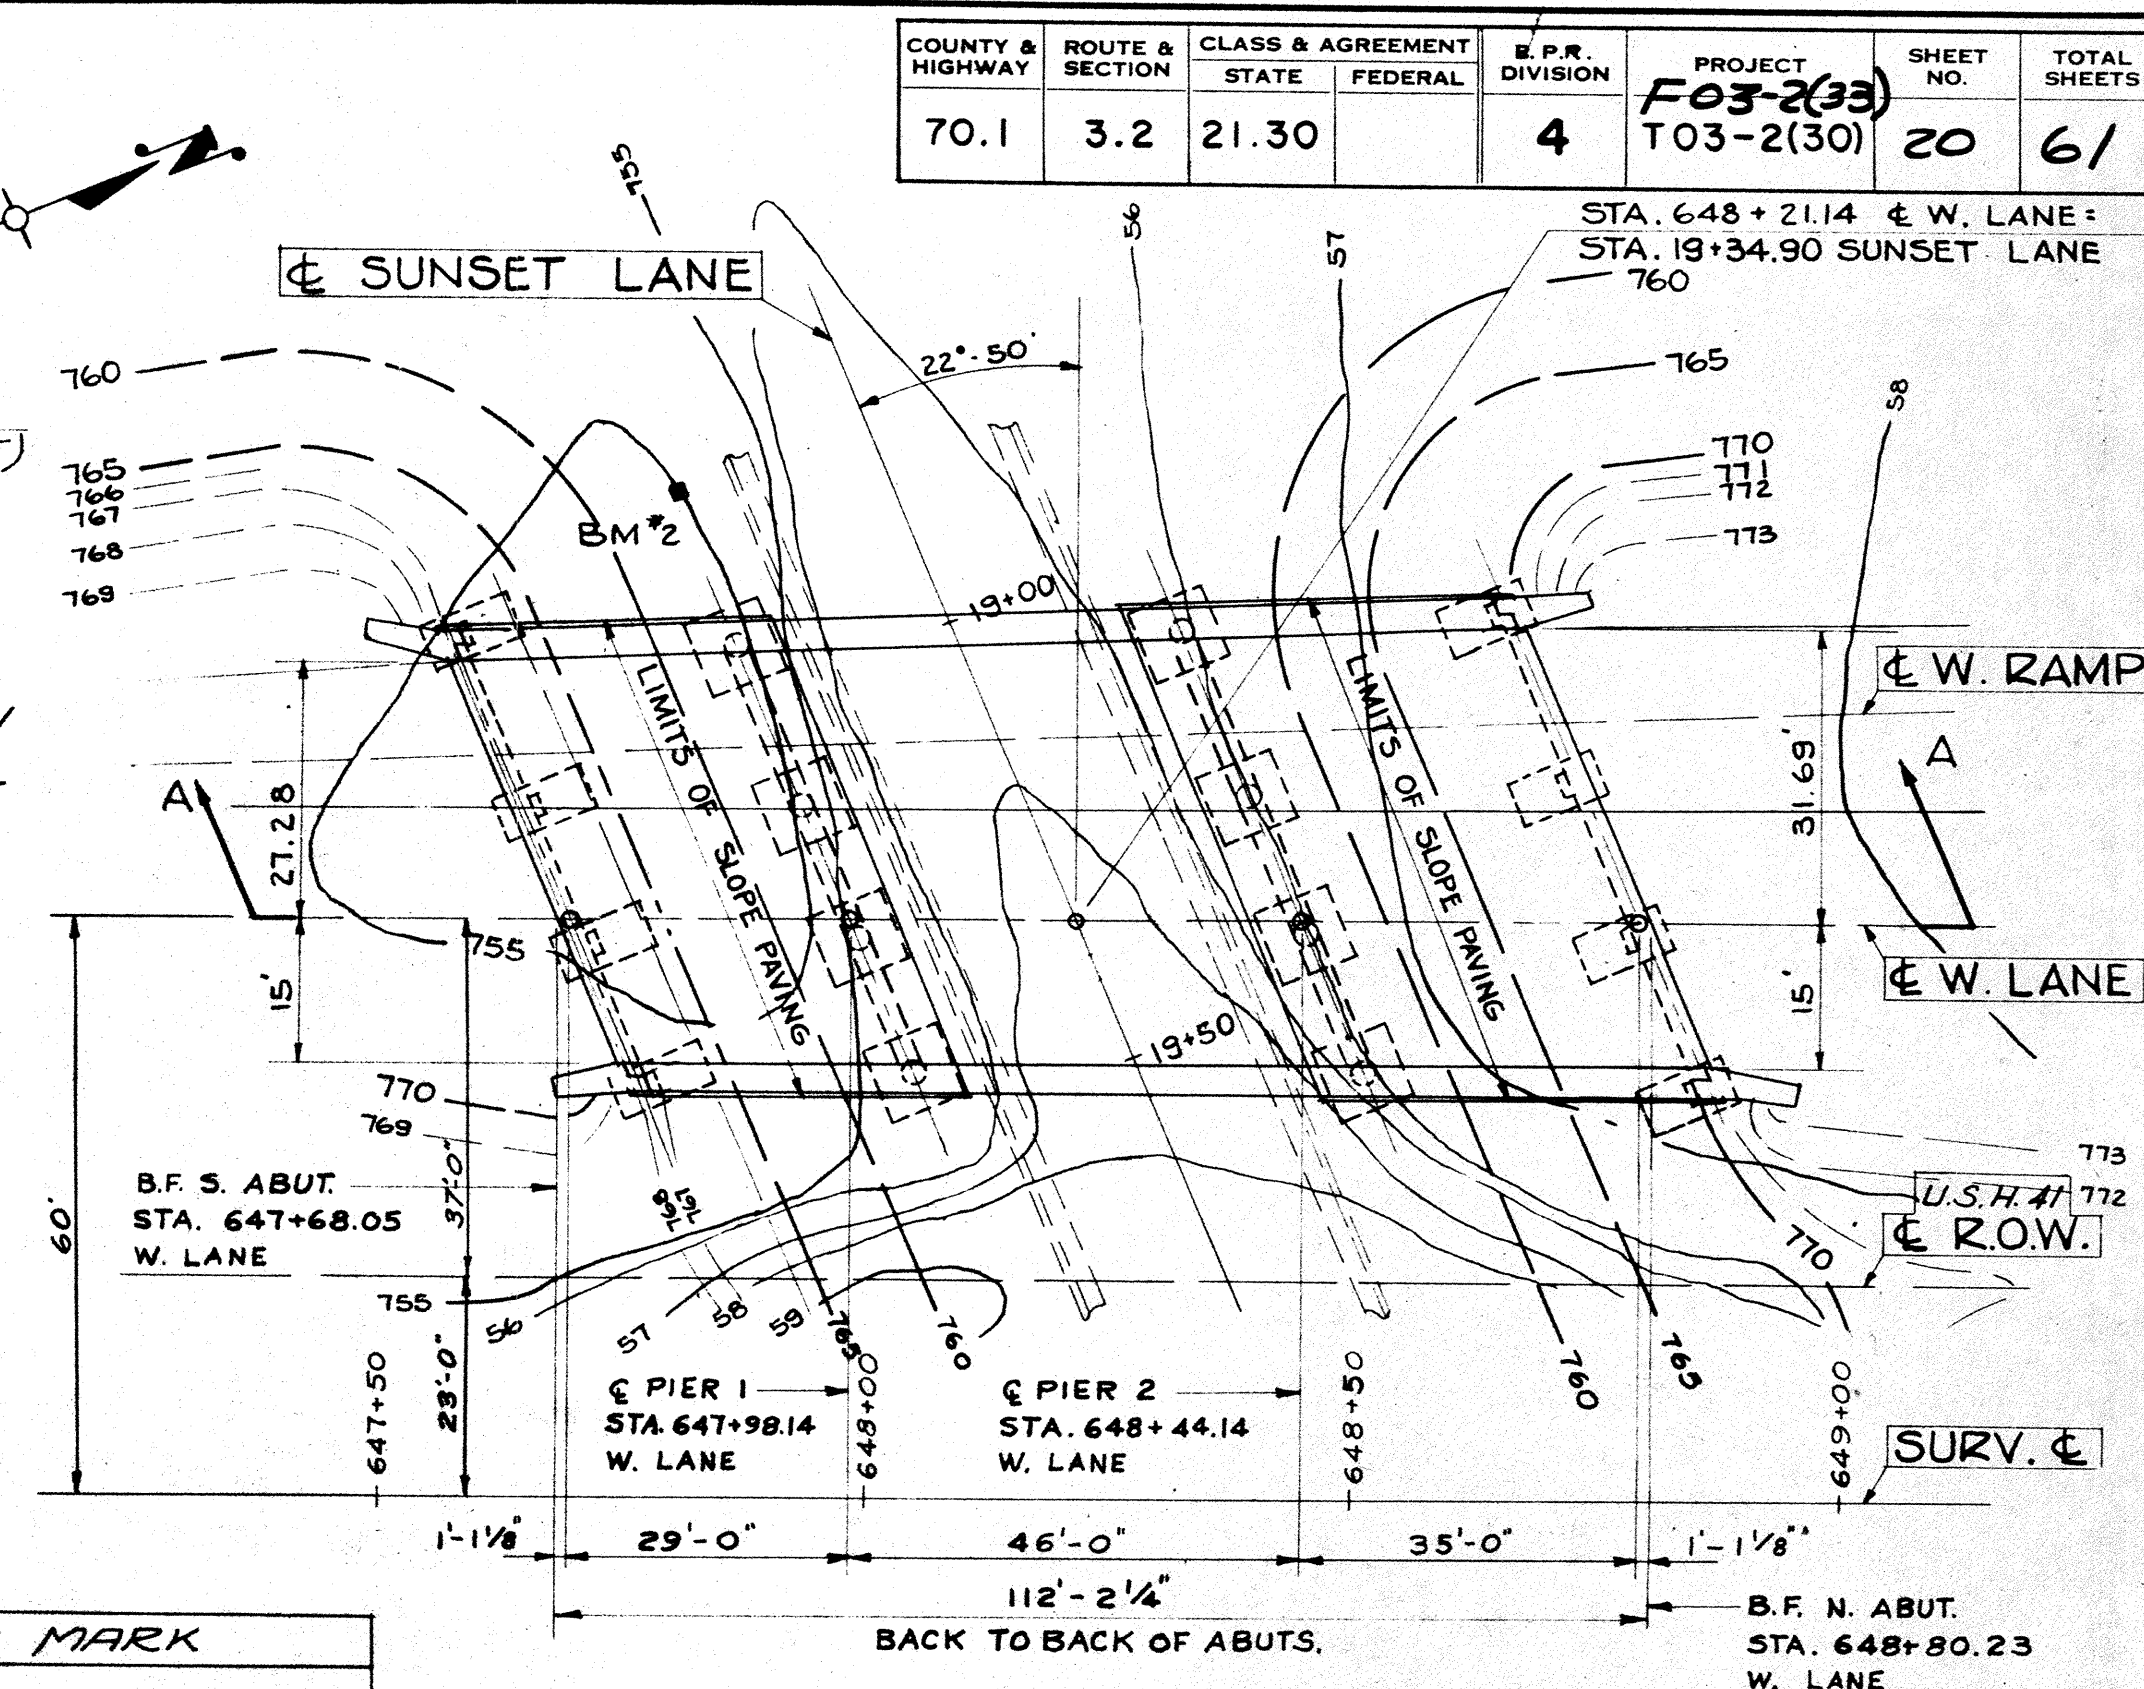 COUNTY & HIGHWAY
ROUTE & SECTION
CLASS & AGREEMENT
STATE
FEDERAL
B.P.R. DIVISION
PROJECT
SHEET NO.
TOTAL SHEETS
70.1
3.2
21.30
4
F03-2(33)
T03-2(30)
20
61
STA. 648 + 21.14 ℄ W. LANE =
STA. 19+34.90 SUNSET LANE
℄ SUNSET LANE
755
56
57
58
22°-50'
760
765
766
767
768
769
760
765
770
771
772
773
BM #2
19+00
LIMITS OF SLOPE PAVING
LIMITS OF SLOPE PAVING
℄ W. RAMP
A
A
27.28
31.69'
755
15'
15'
℄ W. LANE
19+50
770
769
773
772
U.S.H. 41
℄ R.O.W.
770
B.F. S. ABUT.
STA. 647+68.05
W. LANE
37'-0"
60'
768
767
755
56
57
58
59
765
760
760
765
23'-0"
647+50
648+00
648+50
649+00
℄ PIER 1
STA. 647+98.14
W. LANE
℄ PIER 2
STA. 648+44.14
W. LANE
SURV. ℄
1'-1⅛"
29'-0"
46'-0"
35'-0"
1'-1⅛"
112'-2¼"
BACK TO BACK OF ABUTS.
B.F. N. ABUT.
STA. 648+80.23
W. LANE
MARK